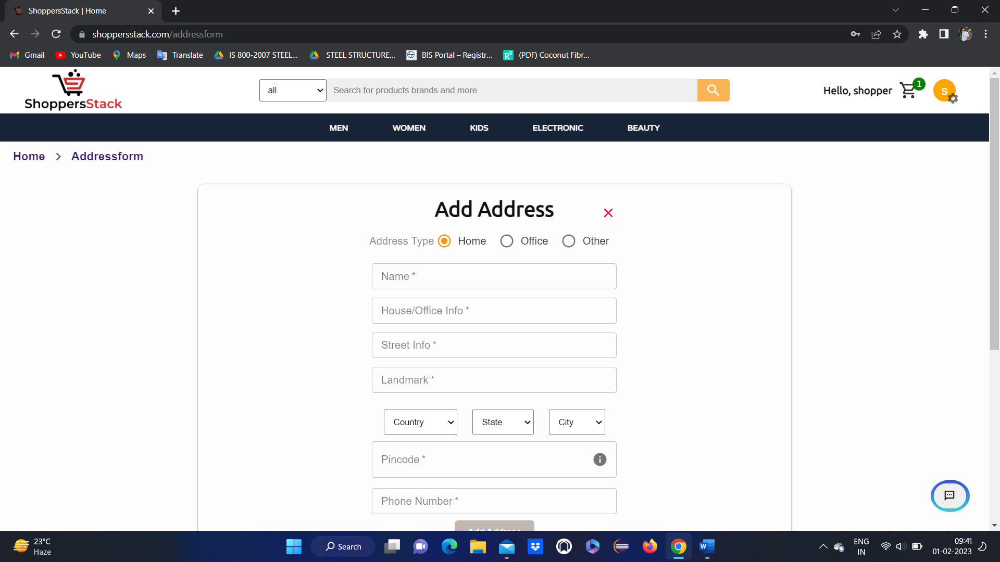 ShoppersStack | Home
shoppersstack.com/addressform
Gmail YouTube Maps Translate IS 800-2007 STEEL... STEEL STRUCTURE... BIS Portal – Registr... (PDF) Coconut Fibr...
ShoppersStack
all
Search for products brands and more
Hello, shopper
1
S
MEN WOMEN KIDS ELECTRONIC BEAUTY
Home > Addressform
Add Address
Address Type Home Office Other
Name *
House/Office Info *
Street Info *
Landmark *
Country State City
Pincode *
Phone Number *
Add Address
23°C
Haze
Search
ENG
IN
09:41
01-02-2023